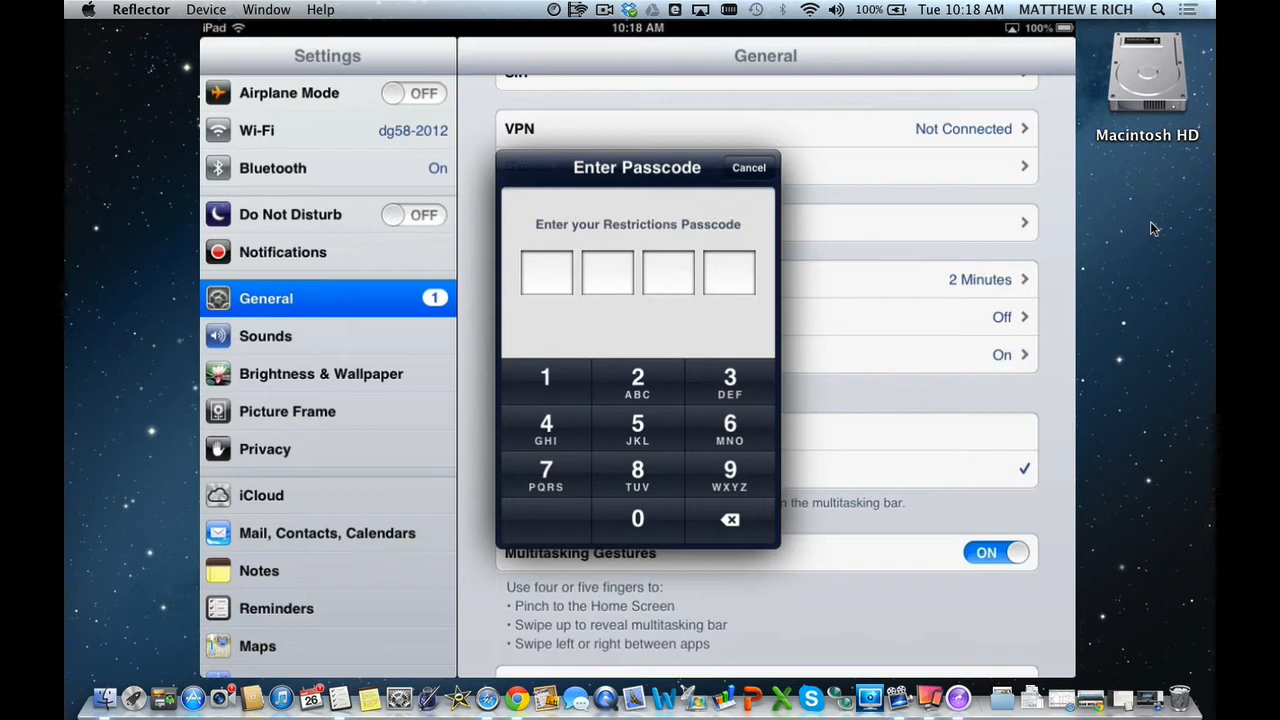 Reflector Device Window Help 100% Tue 10:18 AM MATTHEW E RICH
iPad 10:18 AM 100%
Settings General
Airplane Mode OFF
Wi-Fi dg58-2012
Bluetooth On
Do Not Disturb OFF
Notifications
General 1
Sounds
Brightness & Wallpaper
Picture Frame
Privacy
iCloud
Mail, Contacts, Calendars
Notes
Reminders
Maps
VPN Not Connected
2 Minutes
Off
On
Enter Passcode Cancel
Enter your Restrictions Passcode
1 2 3
ABC DEF
4 5 6
GHI JKL MNO
7 8 9
PQRS TUV WXYZ
0
the multitasking bar.
Multitasking Gestures ON
Use four or five fingers to:
• Pinch to the Home Screen
• Swipe up to reveal multitasking bar
• Swipe left or right between apps
Macintosh HD
26